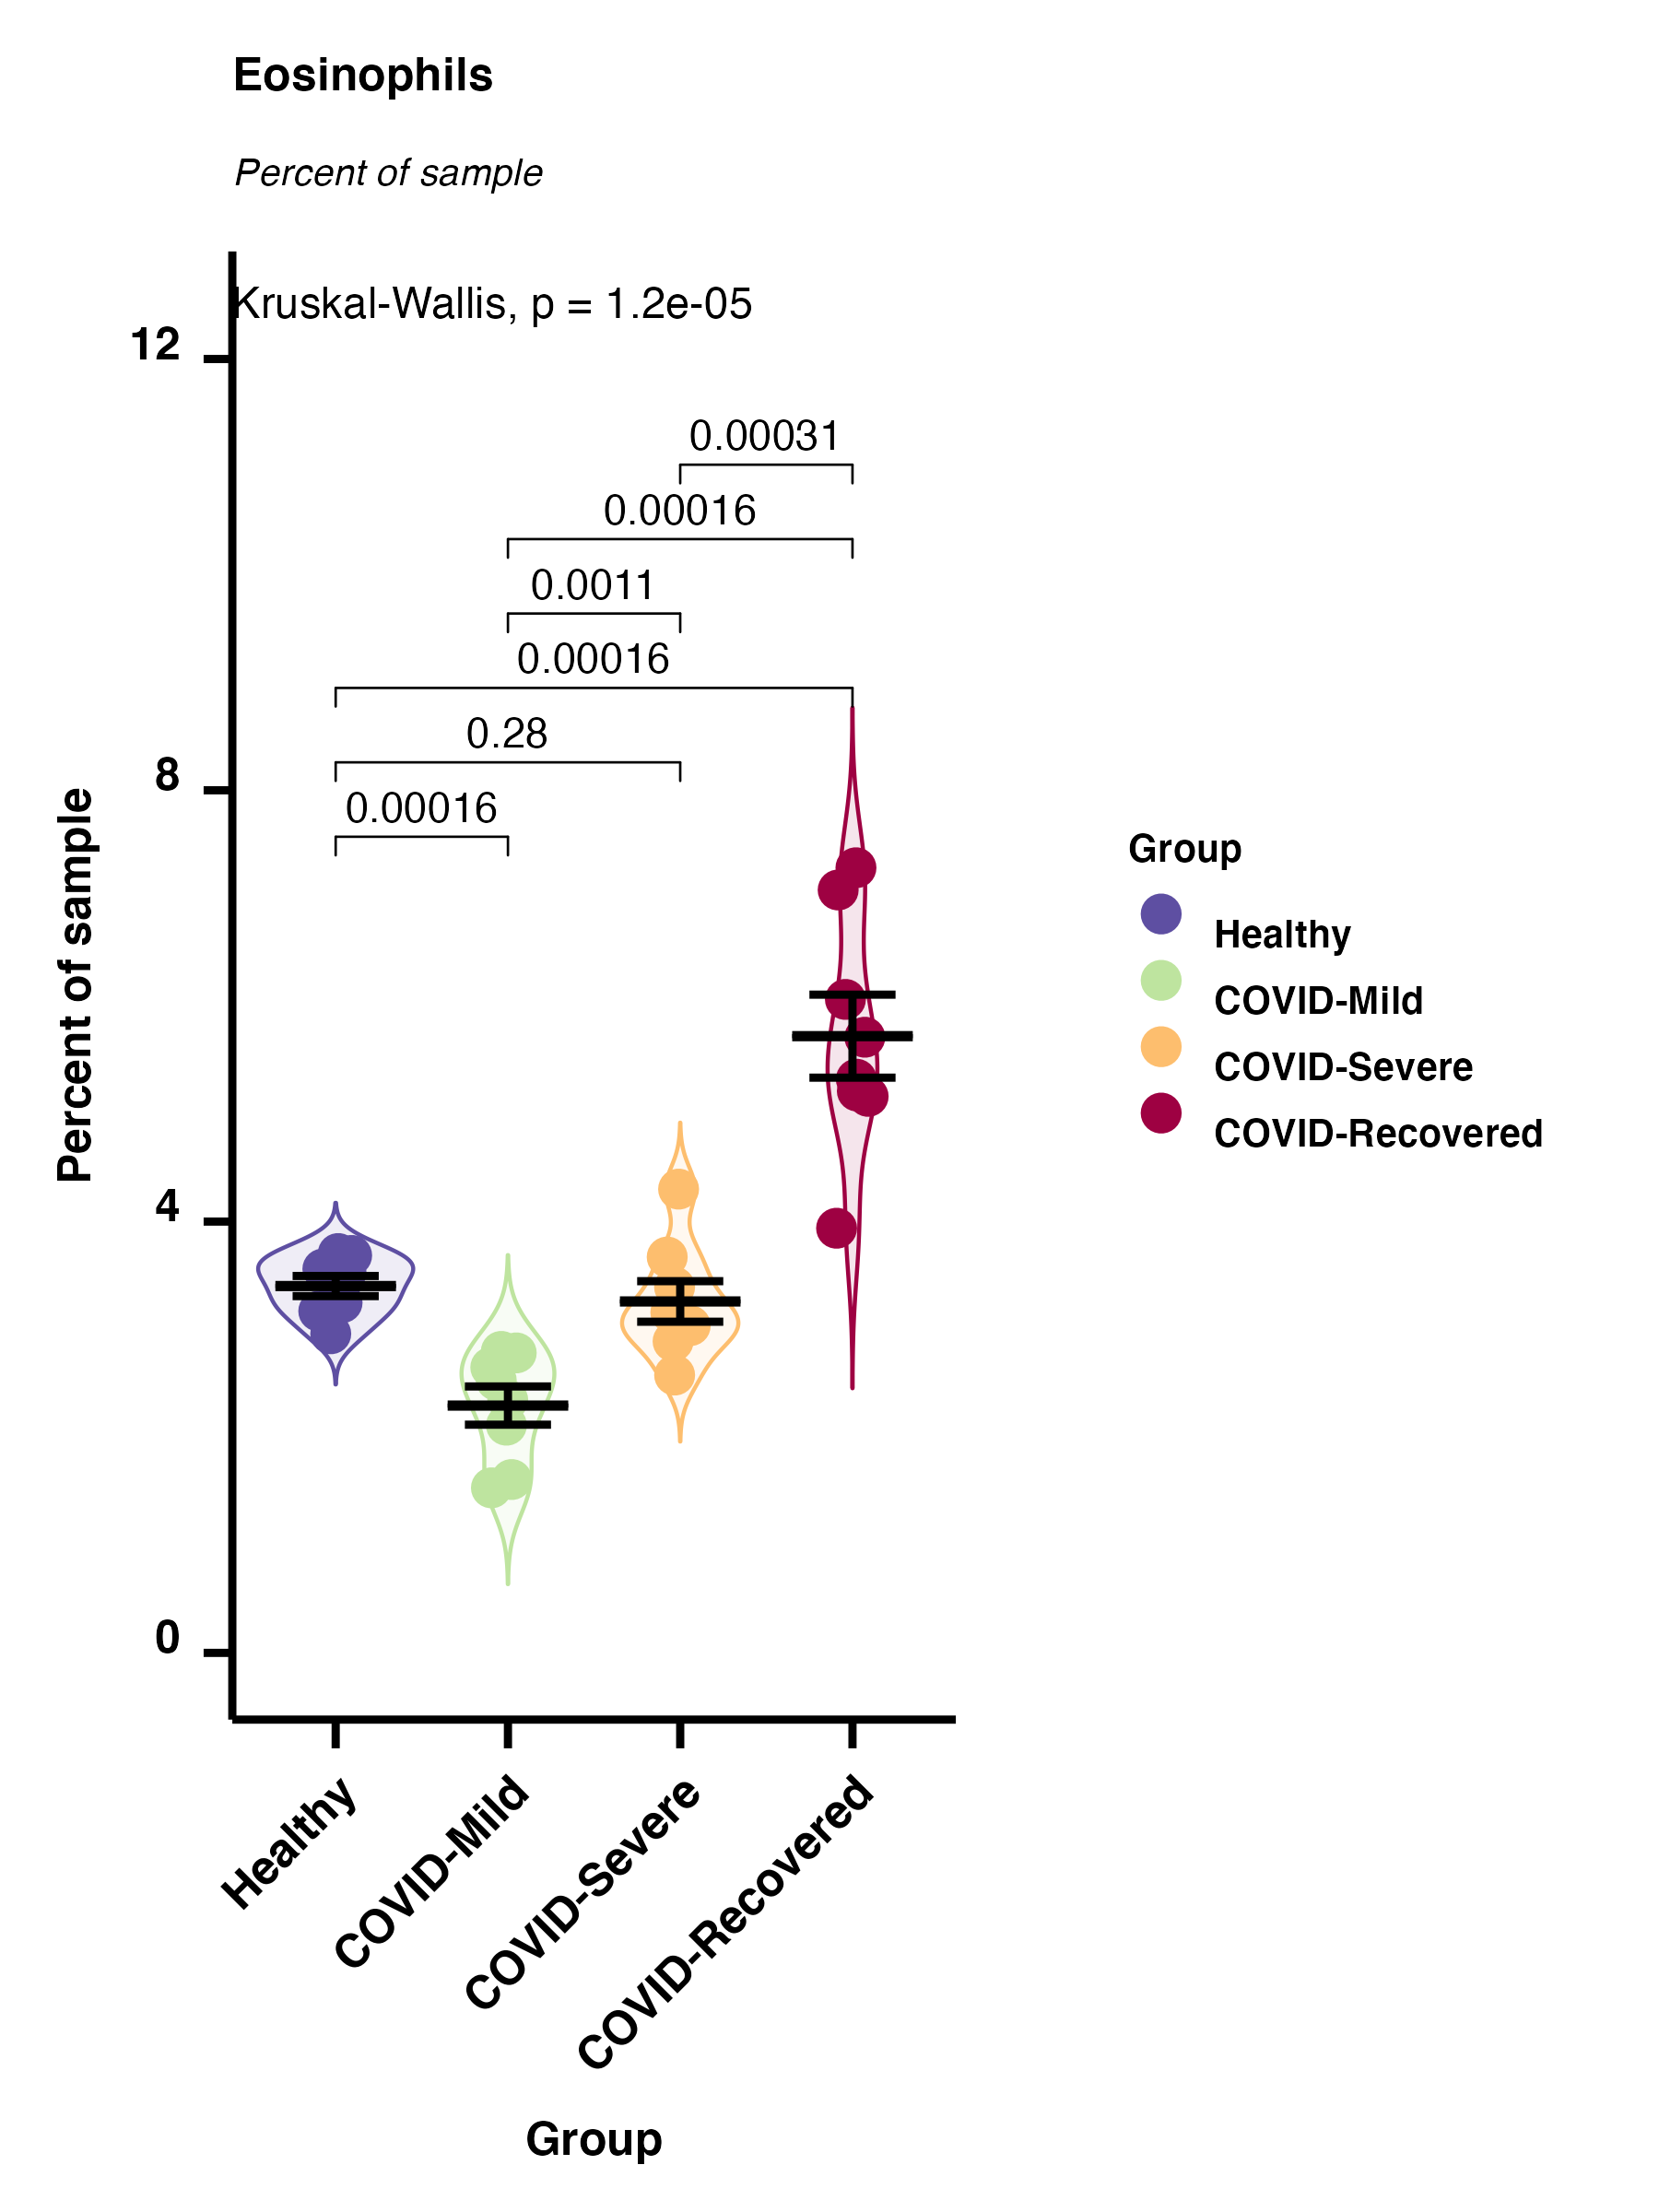 Eosinophils
Percent of sample
Kruskal-Wallis, p = 1.2e-05
12
8
4
0
Percent of sample
0.00031
0.00016
0.0011
0.00016
0.28
0.00016
Group
Healthy
COVID-Mild
COVID-Severe
COVID-Recovered
Healthy
COVID-Mild
COVID-Severe
COVID-Recovered
Group